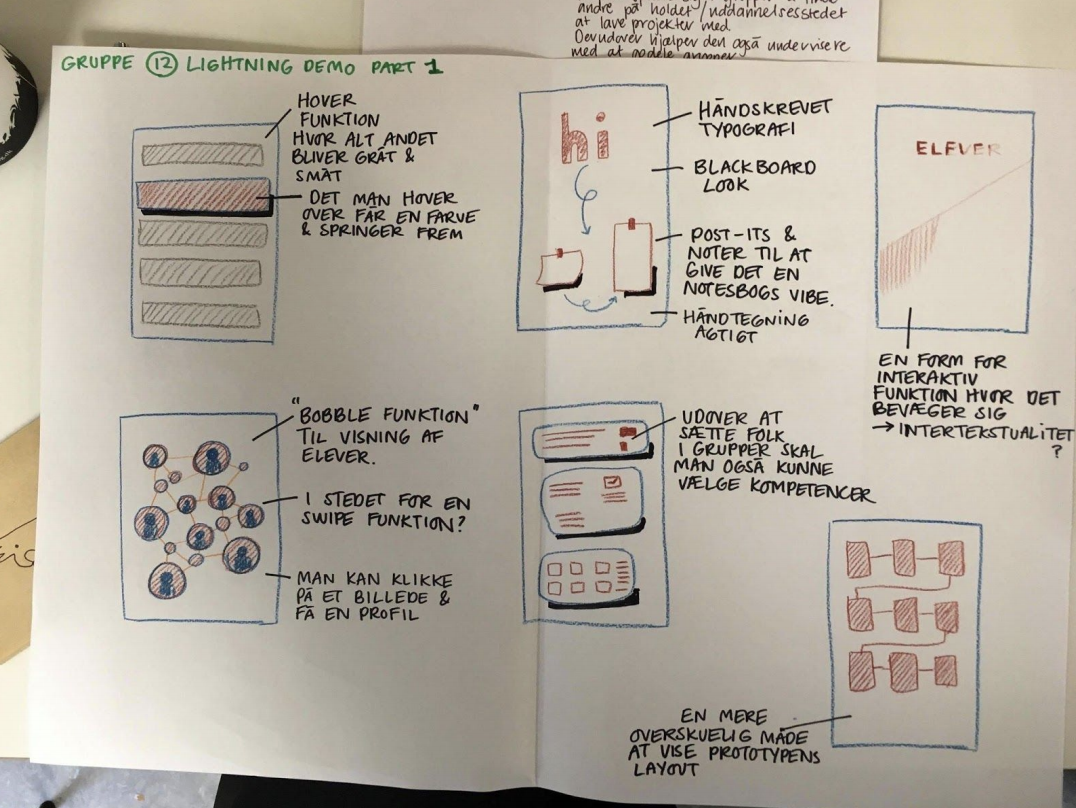 andre på holdet/uddannelsesstedet
at lave projekter med.
Derudover hjælper den også undervisere
med at
GRUPPE 12 LIGHTNING DEMO PART 1
HOVER
FUNKTION
HVOR ALT ANDET
BLIVER GRÅT &
SMÅT
DET MAN HOVER
OVER FÅR EN FARVE
& SPRINGER FREM
hi
HÅNDSKREVET
TYPOGRAFI
BLACKBOARD
LOOK
POST-ITS &
NOTER TIL AT
GIVE DET EN
NOTESBOGS VIBE.
HÅNDTEGNING
AGTIGT
ELEVER
EN FORM FOR
INTERAKTIV
FUNKTION HVOR DET
BEVÆGER SIG
→ INTERTEKSTUALITET
?
"BOBBLE FUNKTION"
TIL VISNING AF
ELEVER.
I STEDET FOR EN
SWIPE FUNKTION?
MAN KAN KLIKKE
PÅ ET BILLEDE &
FÅ EN PROFIL
UDOVER AT
SÆTTE FOLK
I GRUPPER SKAL
MAN OGSÅ KUNNE
VÆLGE KOMPETENCER
EN MERE
OVERSKUELIG MÅDE
AT VISE PROTOTYPENS
LAYOUT